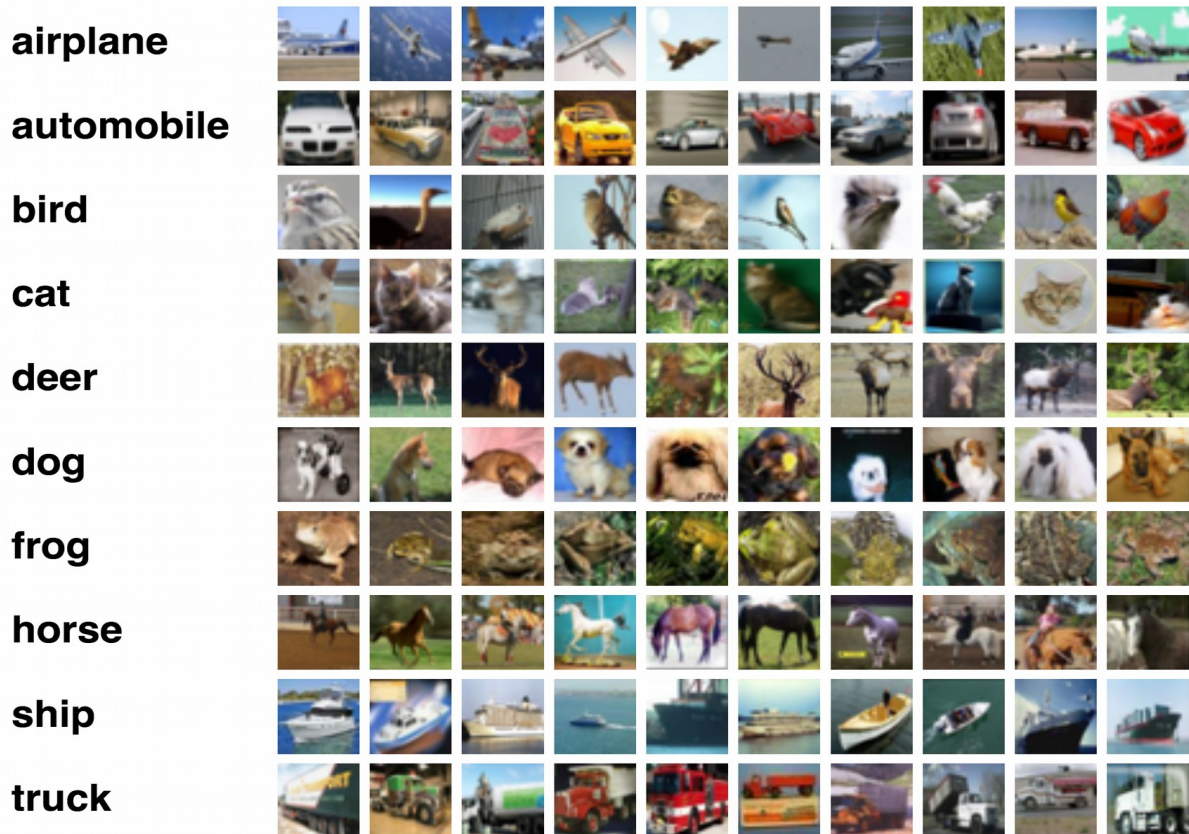 airplane
automobile
bird
cat
deer
dog
frog
horse
ship
truck